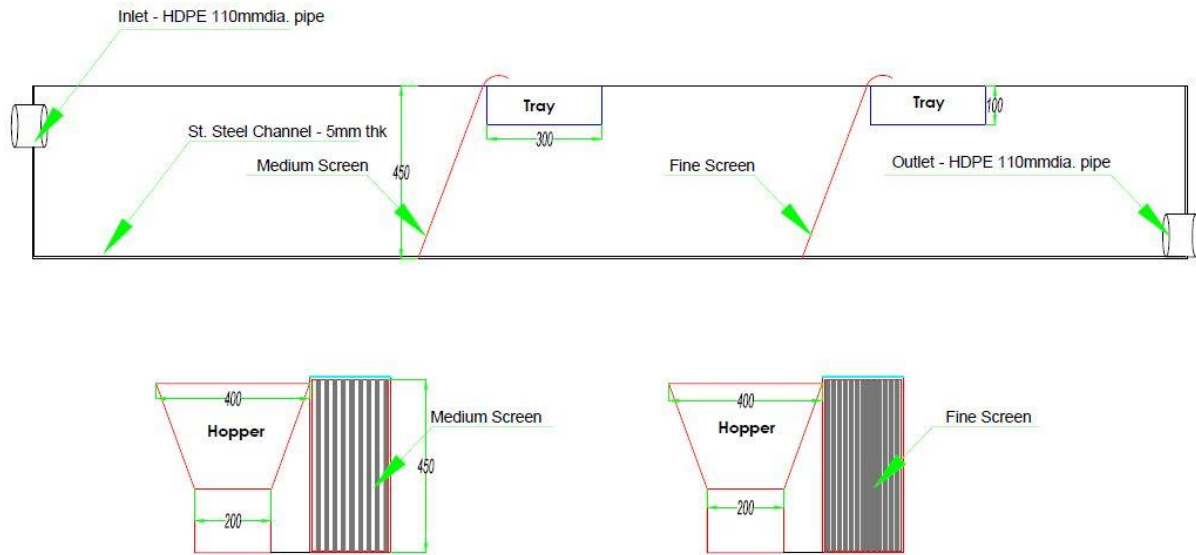 Inlet - HDPE 110mmdia. pipe
St. Steel Channel - 5mm thk
Medium Screen
450
Tray
300
Fine Screen
Tray
100
Outlet - HDPE 110mmdia. pipe
400
Hopper
200
Medium Screen
450
400
Hopper
200
Fine Screen